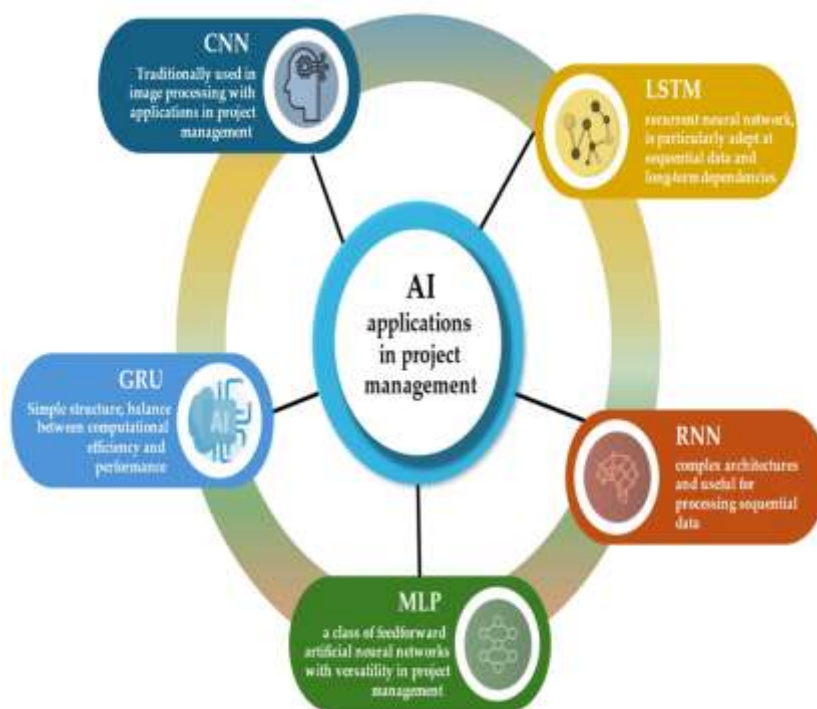 CNN
Traditionally used in
image processing with
applications in project
management
LSTM
recurrent neural network,
is particularly adept at
sequential data and
long-term dependencies
AI
applications
in project
management
GRU
Simple structure, balance
between computational
efficiency and
performance
AI
RNN
complex architectures
and useful for
processing sequential
data
MLP
a class of feedforward
artificial neural networks
with versatility in project
management